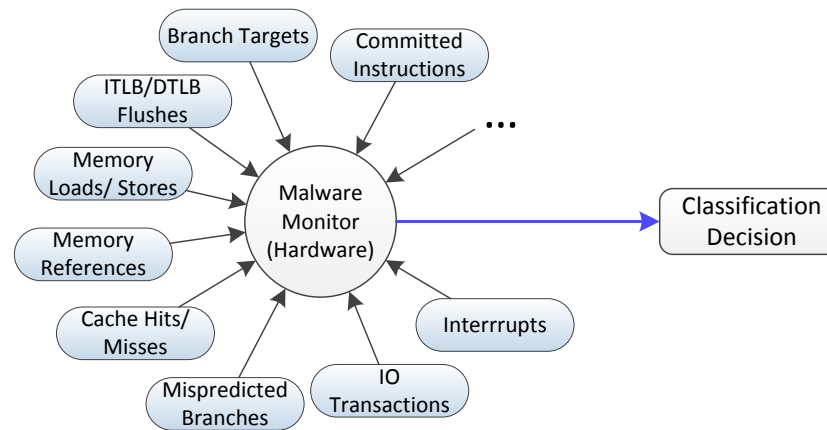 Branch Targets
Committed
Instructions
ITLB/DTLB
Flushes
...
Memory
Loads/ Stores
Malware
Monitor
(Hardware)
Classification
Decision
Memory
References
Cache Hits/
Misses
Interrrupts
Mispredicted
Branches
IO
Transactions